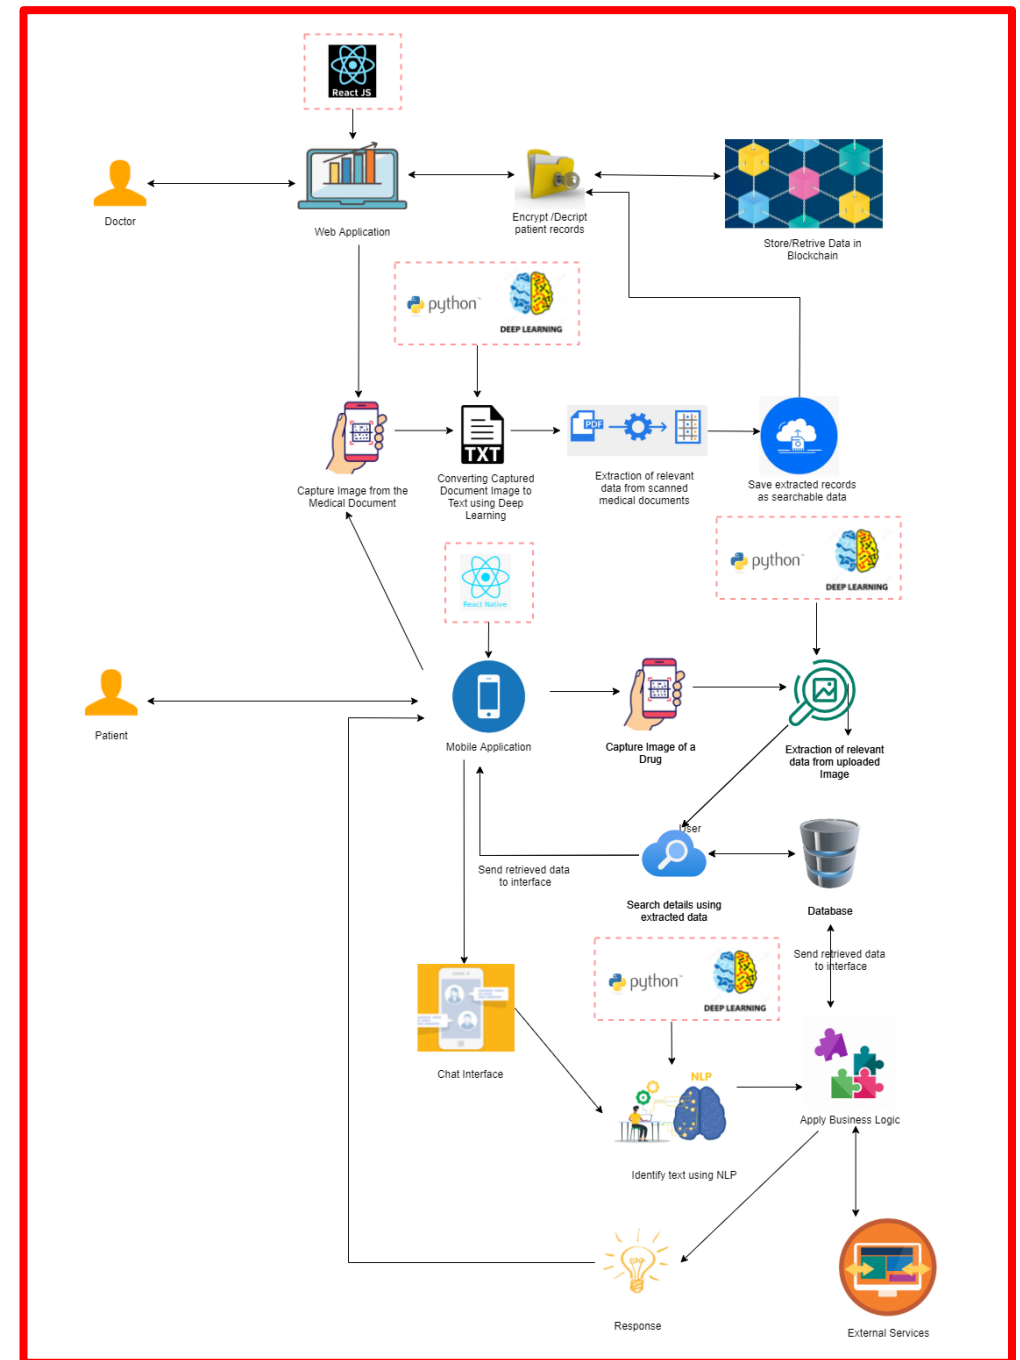 React JS
Doctor
Web Application
Encrypt /Decript
patient records
Store/Retrive Data in
Blockchain
python
DEEP LEARNING
TXT
PDF
Capture Image from the
Medical Document
Converting Captured
Document Image to
Text using Deep
Learning
Extraction of relevant
data from scanned
medical documents
Save extracted records
as searchable data
React Native
python
DEEP LEARNING
Patient
Mobile Application
Capture Image of a
Drug
Extraction of relevant
data from uploaded
Image
User
Send retrieved data
to interface
Search details using
extracted data
Database
Send retrieved data
to interface
python
DEEP LEARNING
Chat Interface
NLP
Identify text using NLP
Apply Business Logic
Response
External Services